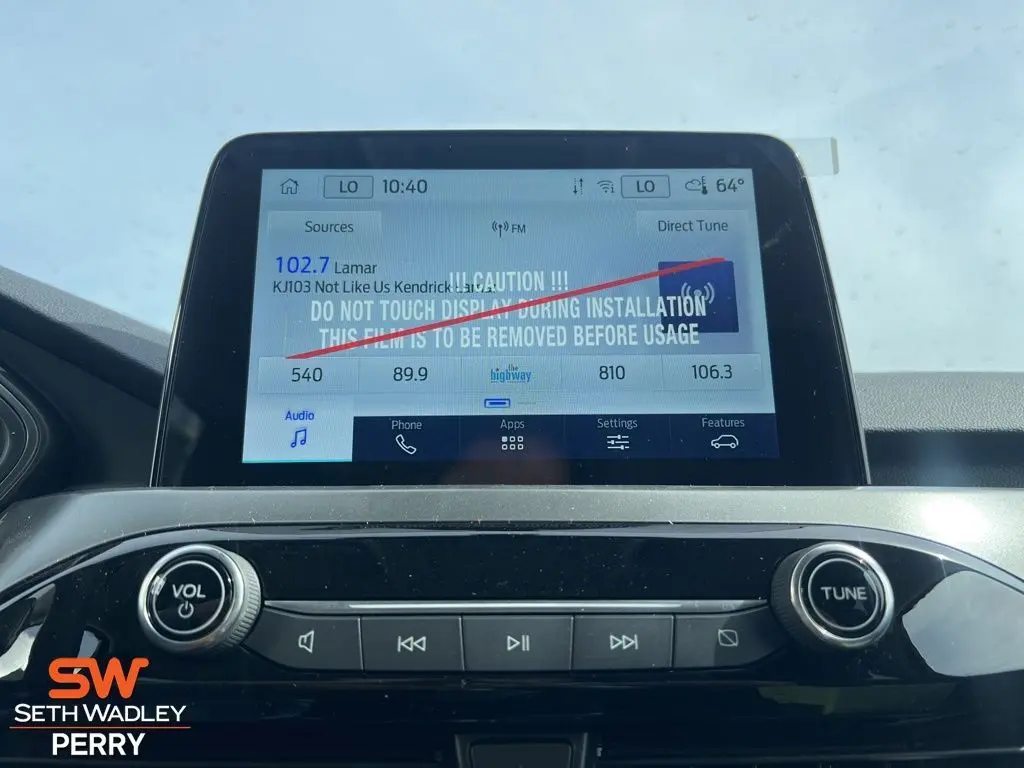 LO 10:40 LO 64°
Sources FM Direct Tune
102.7 Lamar
KJ103 Not Like Us Kendrick Lamar
!!! CAUTION !!!
DO NOT TOUCH DISPLAY DURING INSTALLATION
THIS FILM IS TO BE REMOVED BEFORE USAGE
540 89.9 the highway 810 106.3
Audio Phone Apps Settings Features
VOL TUNE
SW
SETH WADLEY
PERRY